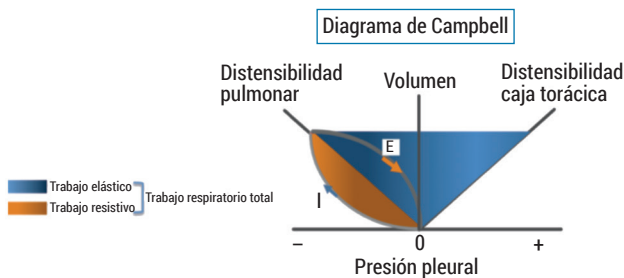 Diagrama de Campbell
Distensibilidad
pulmonar
Volumen
Distensibilidad
caja torácica
E
I
Trabajo elástico
Trabajo resistivo
Trabajo respiratorio total
– 0 +
Presión pleural